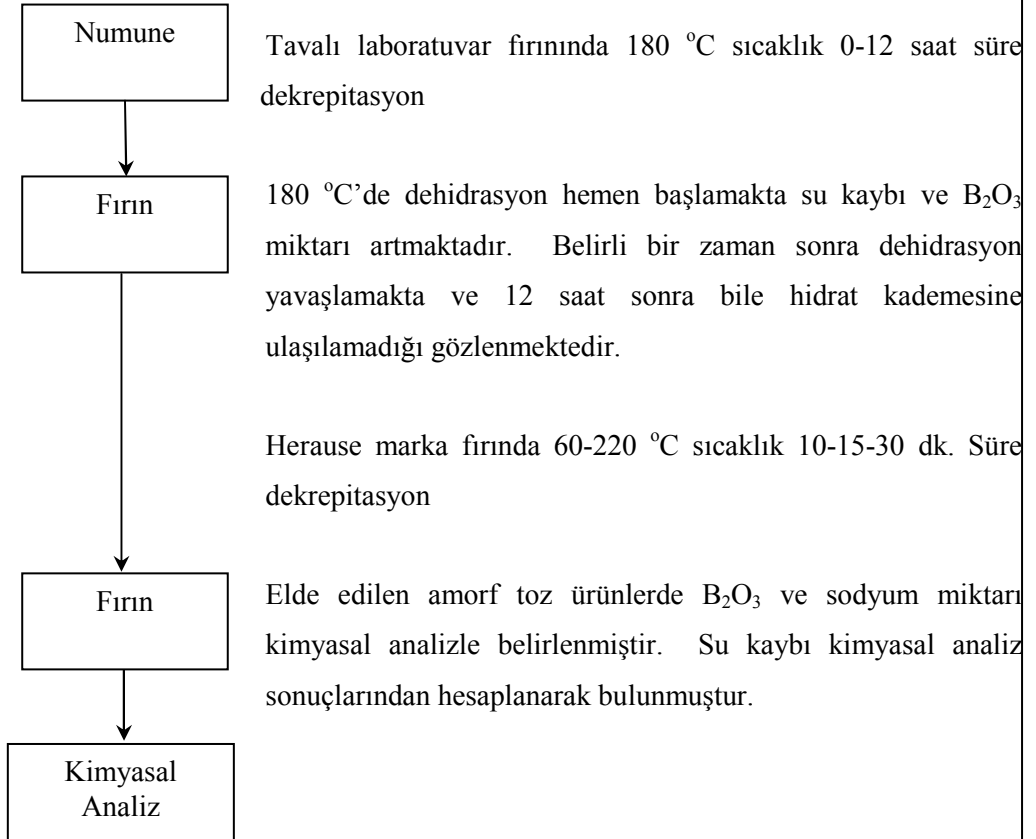 Numune
Tavalı laboratuvar fırınında 180 °C sıcaklık 0-12 saat süre
dekrepitasyon
Fırın
180 °C’de dehidrasyon hemen başlamakta su kaybı ve B₂O₃
miktarı artmaktadır. Belirli bir zaman sonra dehidrasyon
yavaşlamakta ve 12 saat sonra bile hidrat kademesine
ulaşılamadığı gözlenmektedir.
Herause marka fırında 60-220 °C sıcaklık 10-15-30 dk. Süre
dekrepitasyon
Fırın
Elde edilen amorf toz ürünlerde B₂O₃ ve sodyum miktarı
kimyasal analizle belirlenmiştir. Su kaybı kimyasal analiz
sonuçlarından hesaplanarak bulunmuştur.
Kimyasal
Analiz